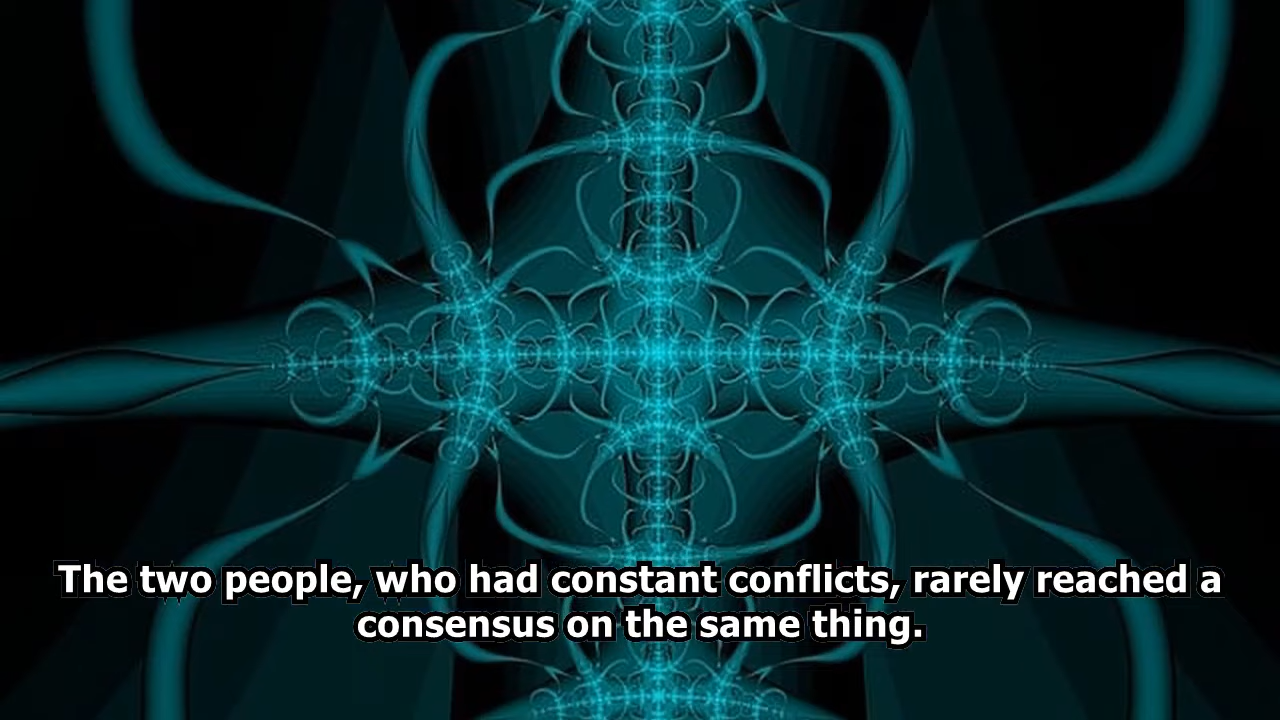 The two people, who had constant conflicts, rarely reached a
consensus on the same thing.